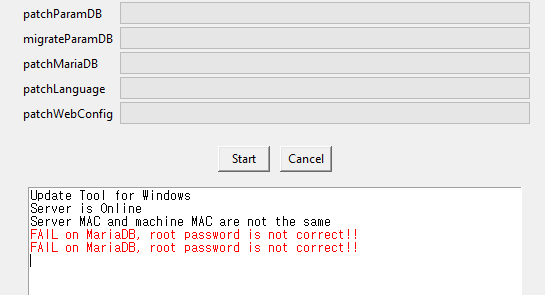 patchParamDB
migrateParamDB
patchMariaDB
patchLanguage
patchWebConfig
Start Cancel
Update Tool for Windows
Server is Online
Server MAC and machine MAC are not the same
FAIL on MariaDB, root password is not correct!!
FAIL on MariaDB, root password is not correct!!